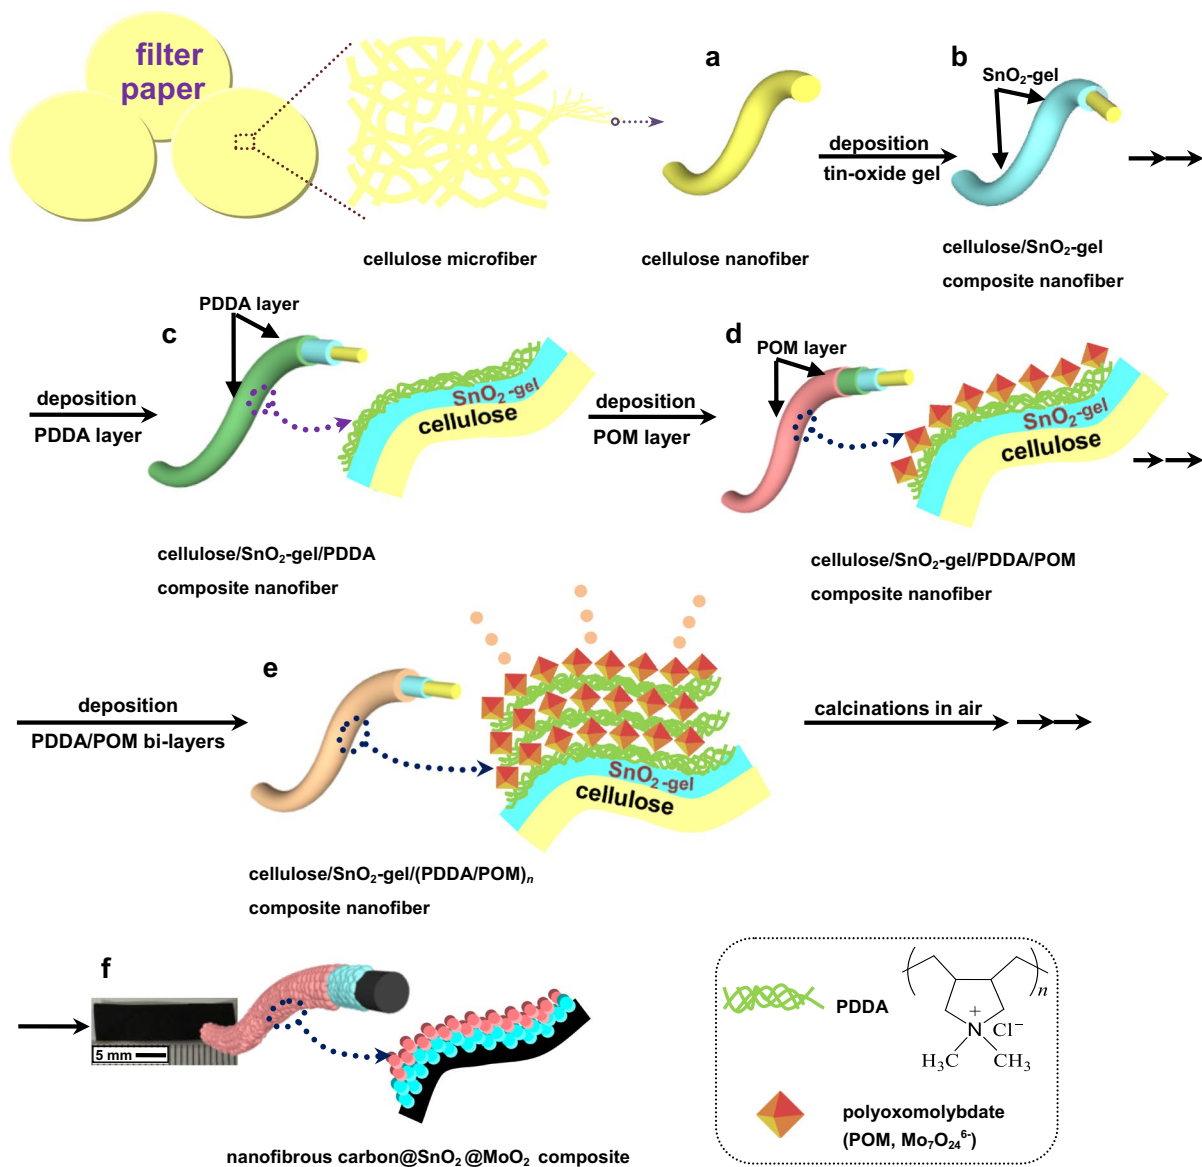 filter
paper
a
b
SnO₂-gel
deposition
tin-oxide gel
cellulose microfiber
cellulose nanofiber
cellulose/SnO₂-gel
composite nanofiber
c
PDDA layer
d
POM layer
deposition
PDDA layer
SnO₂-gel
cellulose
deposition
POM layer
SnO₂-gel
cellulose
cellulose/SnO₂-gel/PDDA
composite nanofiber
cellulose/SnO₂-gel/PDDA/POM
composite nanofiber
e
deposition
PDDA/POM bi-layers
SnO₂-gel
cellulose
calcinations in air
cellulose/SnO₂-gel/(PDDA/POM)ₙ
composite nanofiber
f
5 mm
nanofibrous carbon@SnO₂@MoO₂ composite
PDDA
n
+
N
Cl⁻
H₃C
CH₃
polyoxomolybdate
(POM, Mo₇O₂₄⁶⁻)